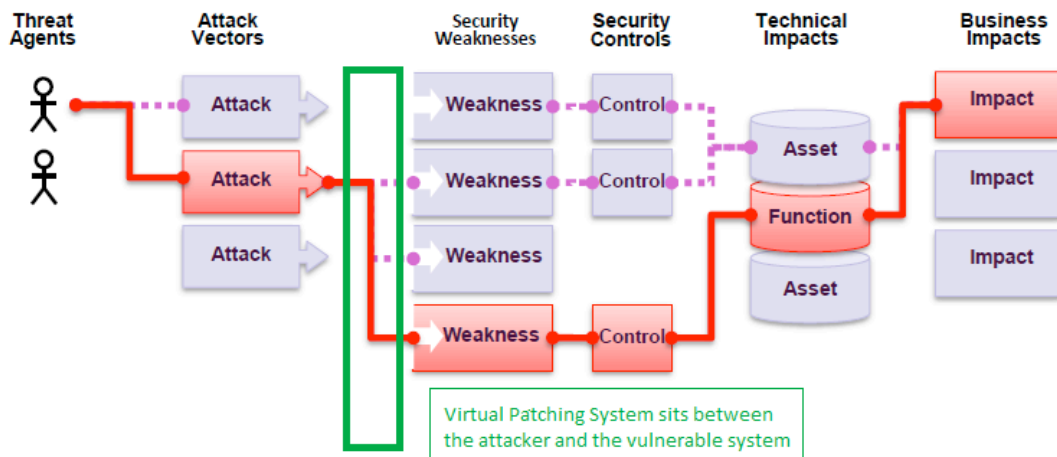 Threat
Agents
Attack
Vectors
Security
Weaknesses
Security
Controls
Technical
Impacts
Business
Impacts
Attack
Weakness
Control
Impact
Asset
Attack
Weakness
Control
Impact
Function
Attack
Weakness
Impact
Asset
Weakness
Control
Virtual Patching System sits between
the attacker and the vulnerable system